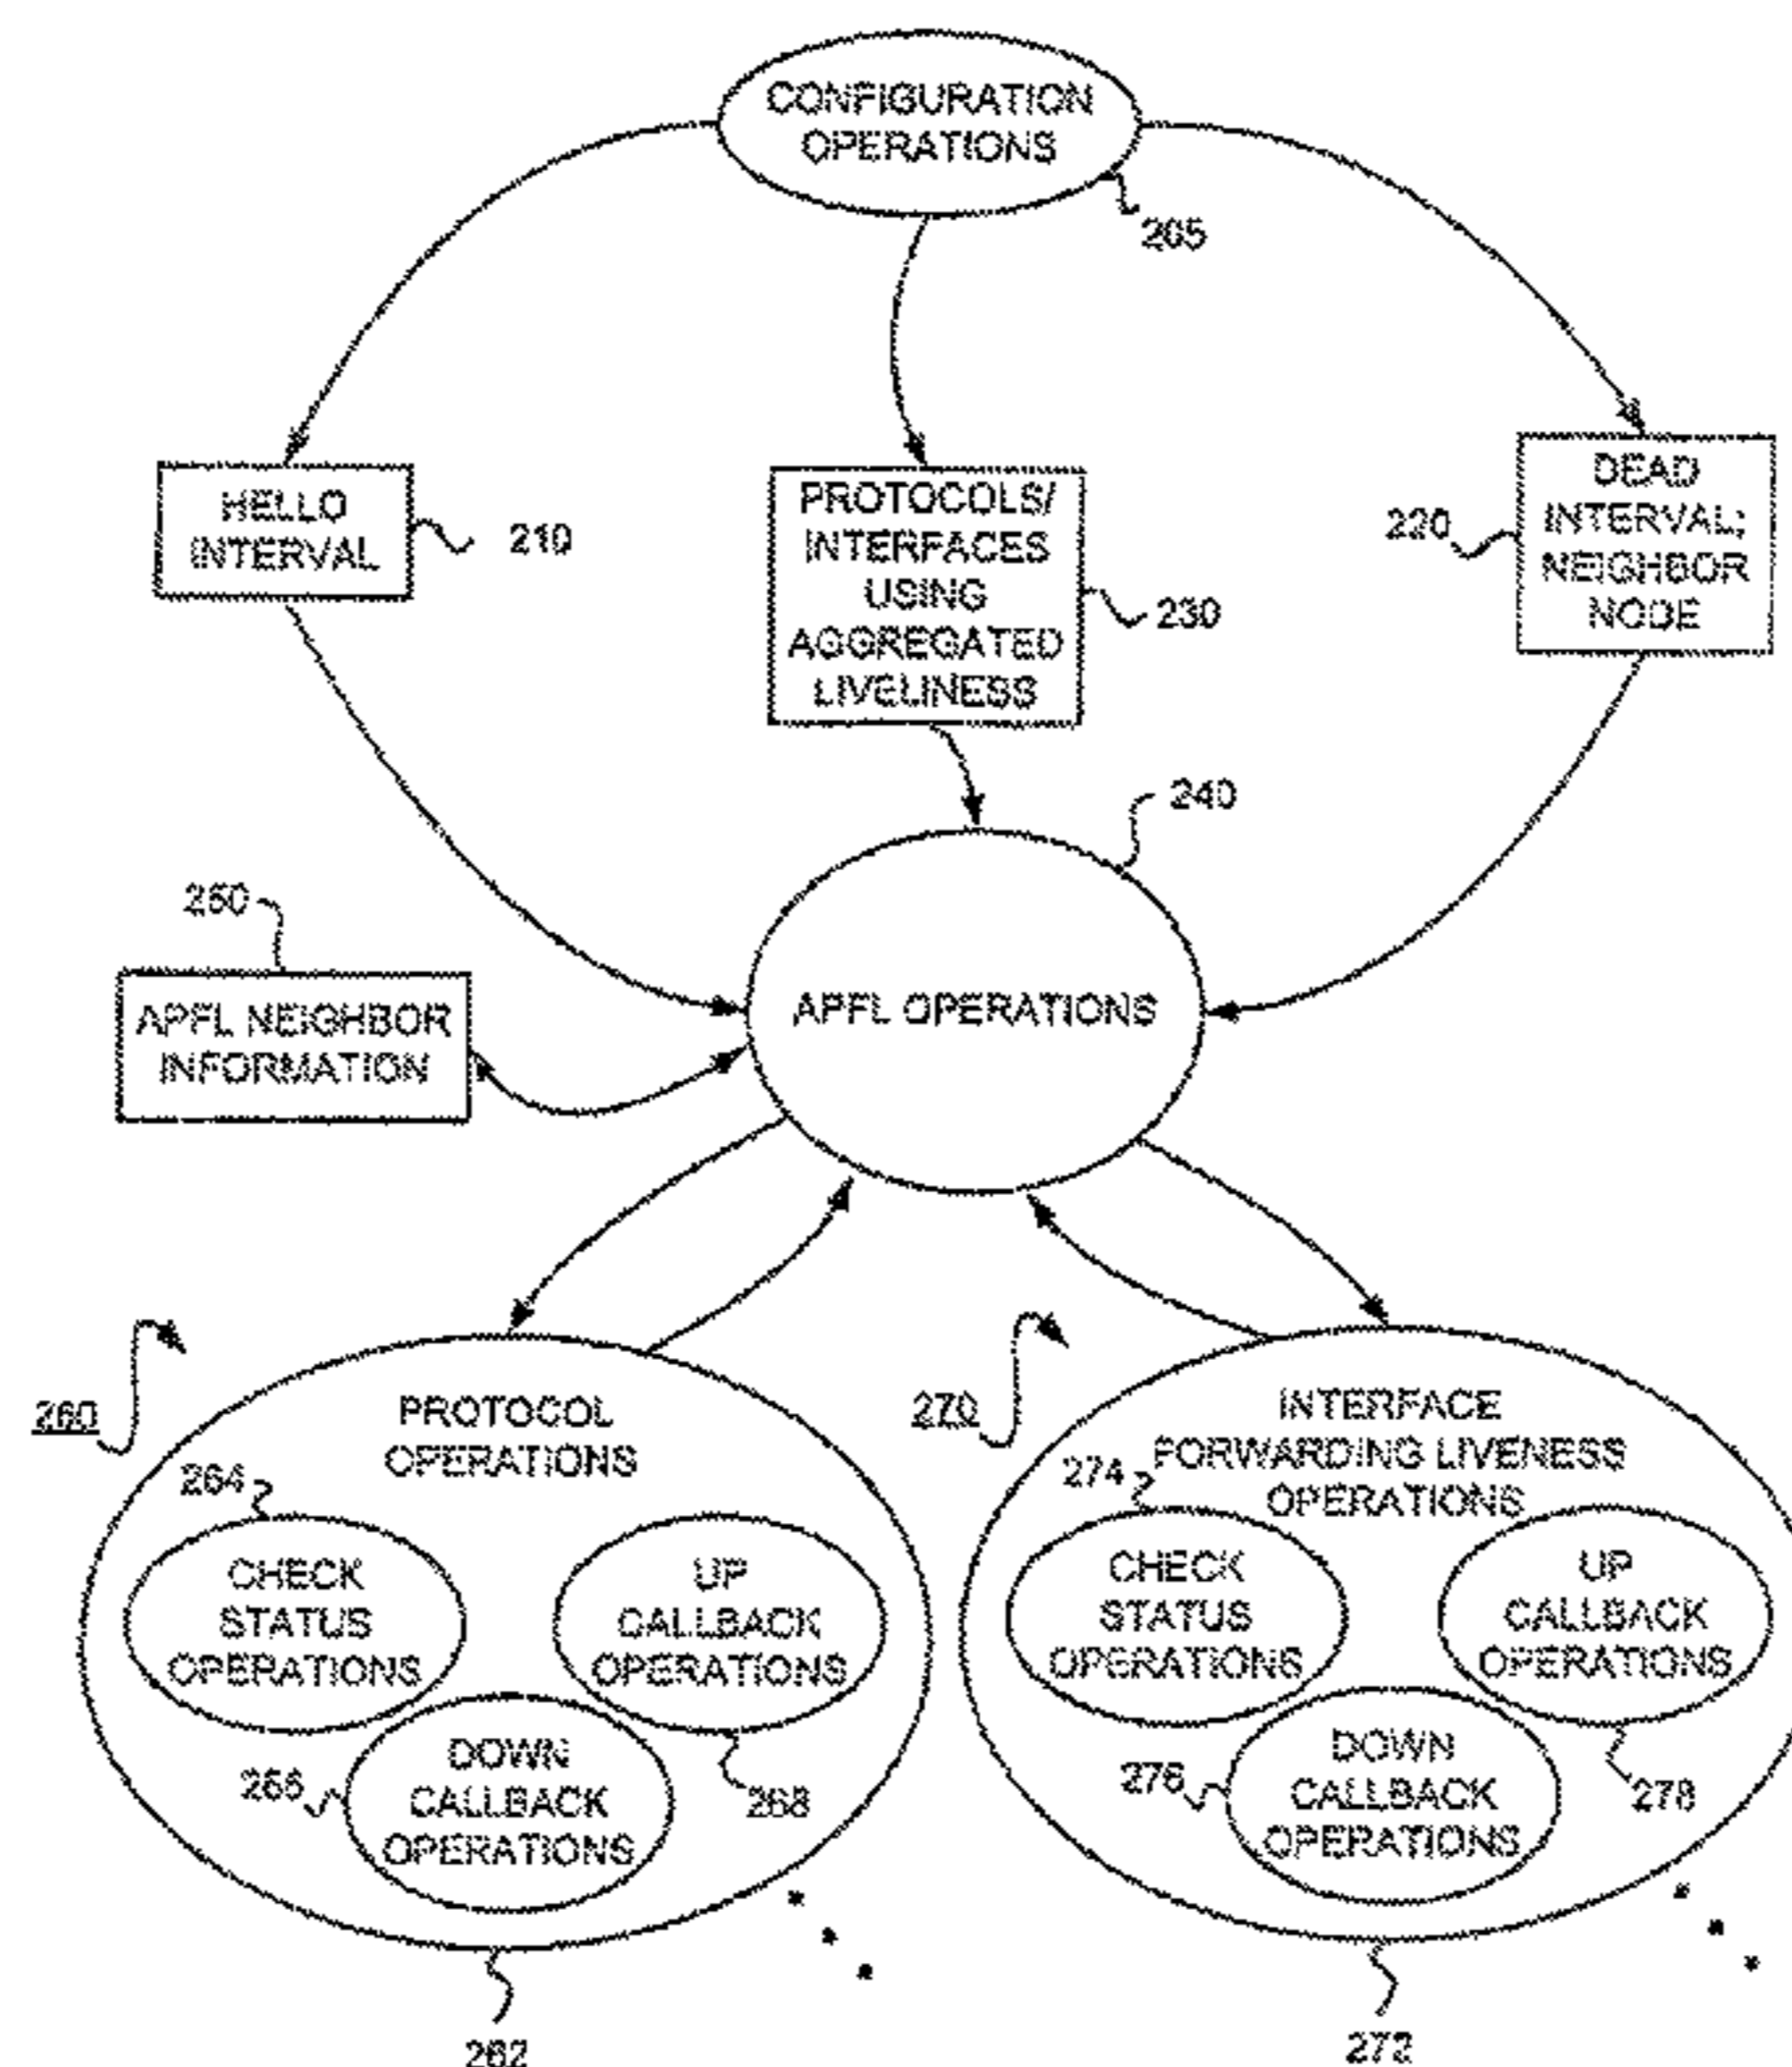 CONFIGURATION
OPERATIONS
205
HELLO
INTERVAL
210
PROTOCOLS/
INTERFACES
USING
AGGREGATED
LIVELINESS
230
220
DEAD
INTERVAL;
NEIGHBOR
NODE
240
250
APFL NEIGHBOR
INFORMATION
APFL OPERATIONS
260
PROTOCOL
OPERATIONS
264
CHECK
STATUS
OPERATIONS
UP
CALLBACK
OPERATIONS
266
DOWN
CALLBACK
OPERATIONS
268
262
270
INTERFACE
FORWARDING LIVENESS
OPERATIONS
274
CHECK
STATUS
OPERATIONS
UP
CALLBACK
OPERATIONS
276
DOWN
CALLBACK
OPERATIONS
278
272